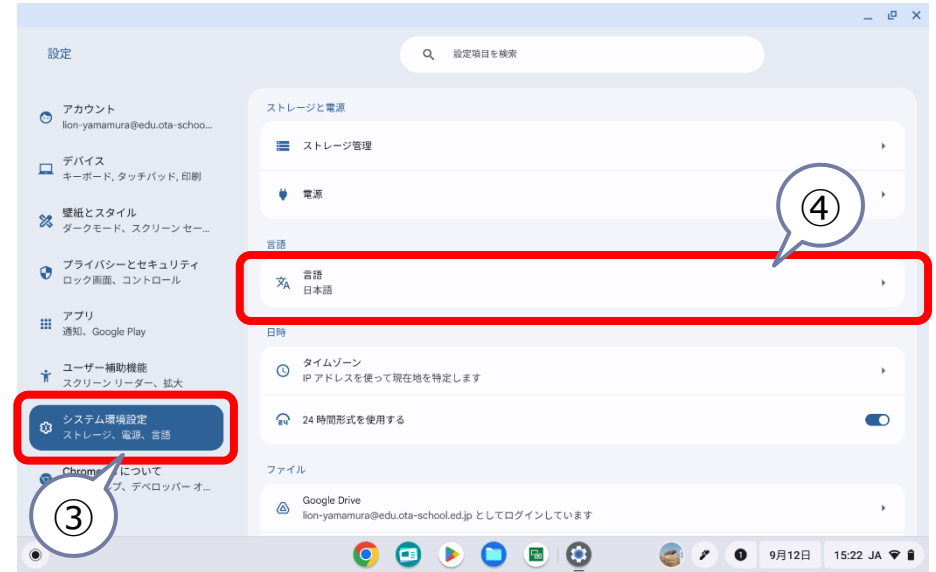 設定
設定項目を検索
アカウント
lion-yamamura@edu.ota-schoo...
デバイス
キーボード, タッチパッド, 印刷
壁紙とスタイル
ダークモード、スクリーン セー...
プライバシーとセキュリティ
ロック画面、コントロール
アプリ
通知、Google Play
ユーザー補助機能
スクリーン リーダー、拡大
システム環境設定
ストレージ、電源、言語
について
プ、デベロッパー オ...
③
ストレージと電源
ストレージ管理
電源
④
言語
言語
日本語
日時
タイムゾーン
IP アドレスを使って現在地を特定します
24 時間形式を使用する
ファイル
Google Drive
lion-yamamura@edu.ota-school.ed.jp としてログインしています
9月12日
15:22 JA